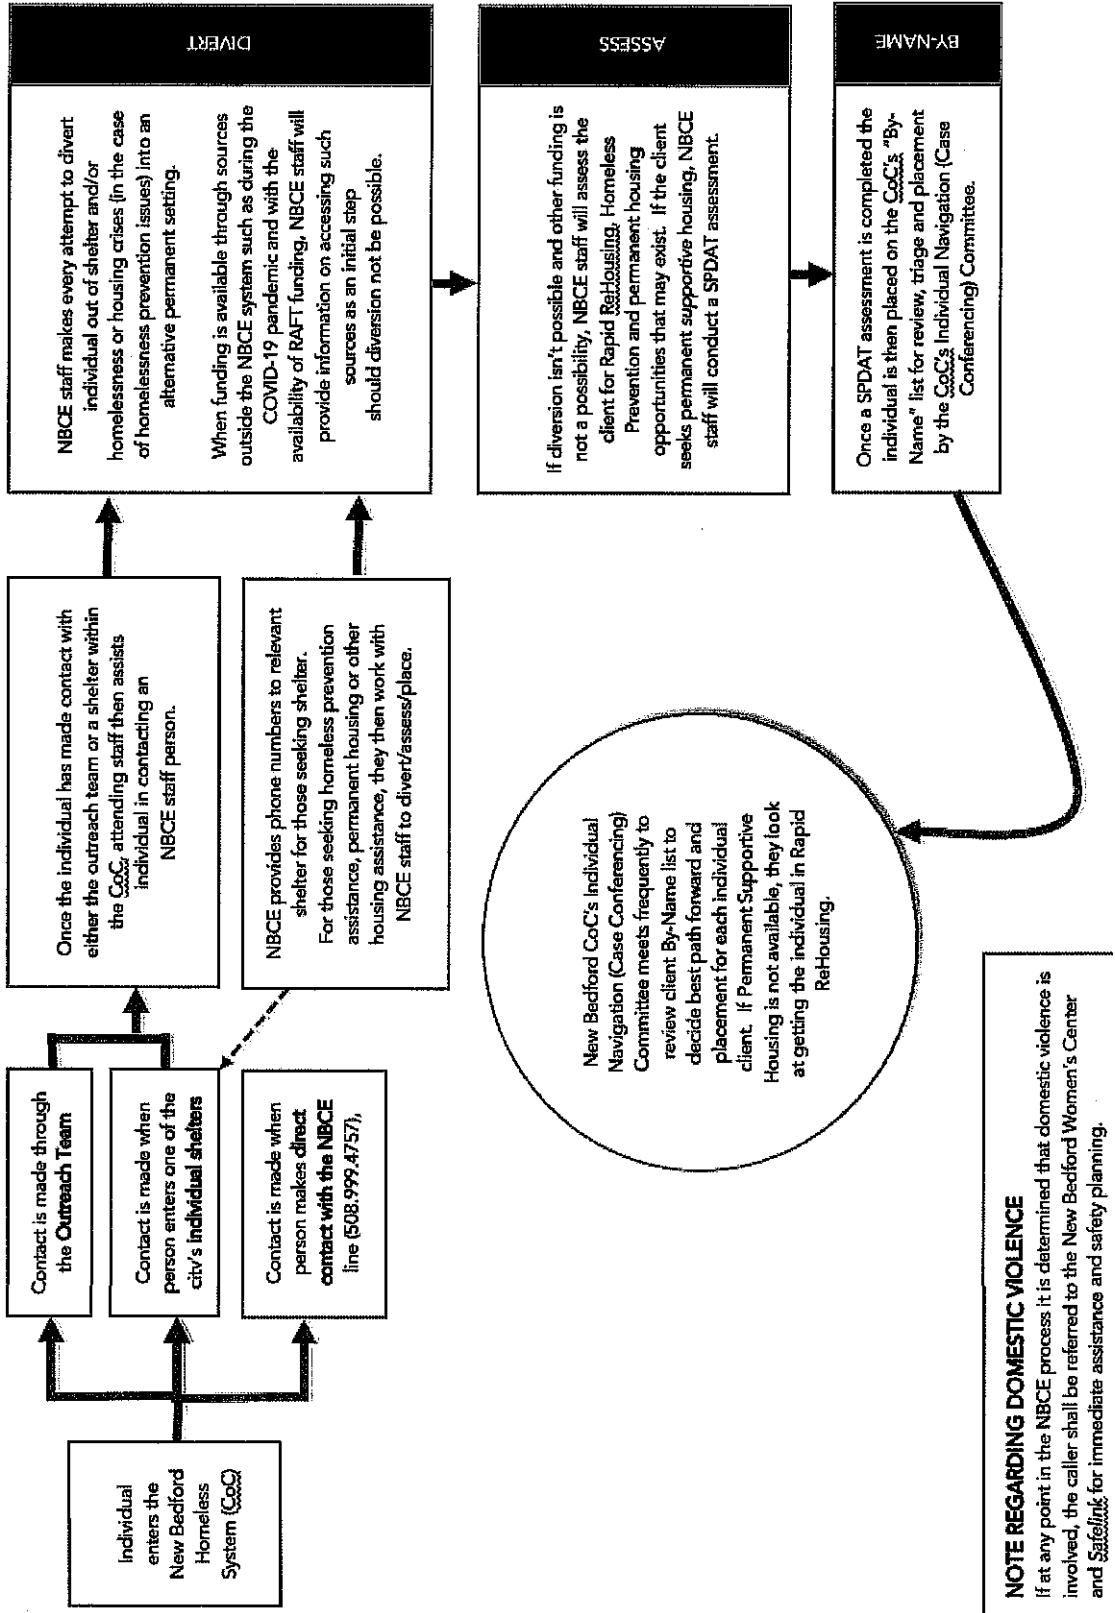 Individual
enters the
New Bedford
Homeless
System (CoC)
Contact is made through
the Outreach Team
Contact is made when
person enters one of the
city's individual shelters
Contact is made when
person makes direct
contact with the NBCE
line (508.999.4757),
Once the individual has made contact with
either the outreach team or a shelter within
the CoC, attending staff then assists
individual in contacting an
NBCE staff person.
NBCE provides phone numbers to relevant
shelter for those seeking shelter.
For those seeking homeless prevention
assistance, permanent housing or other
housing assistance, they then work with
NBCE staff to divert/assess/place.
DIVERT
NBCE staff makes every attempt to divert
individual out of shelter and/or
homelessness or housing crises (in the case
of homelessness prevention issues) into an
alternative permanent setting.
When funding is available through sources
outside the NBCE system such as during the
COVID-19 pandemic and with the
availability of RAFT funding, NBCE staff will
provide information on accessing such
sources as an initial step
should diversion not be possible.
ASSESS
If diversion isn't possible and other funding is
not a possibility, NBCE staff will assess the
client for Rapid ReHousing, Homeless
Prevention and permanent housing
opportunities that may exist. If the client
seeks permanent supportive housing, NBCE
staff will conduct a SPDAT assessment.
BY-NAME
Once a SPDAT assessment is completed the
individual is then placed on the CoC's "By-
Name" list for review, triage and placement
by the CoC's Individual Navigation (Case
Conferencing) Committee.
New Bedford CoC's Individual
Navigation (Case Conferencing)
Committee meets frequently to
review client By-Name list to
decide best path forward and
placement for each individual
client. If Permanent Supportive
Housing is not available, they look
at getting the individual in Rapid
ReHousing.
NOTE REGARDING DOMESTIC VIOLENCE
If at any point in the NBCE process it is determined that domestic violence is
involved, the caller shall be referred to the New Bedford Women's Center
and Safelink for immediate assistance and safety planning.